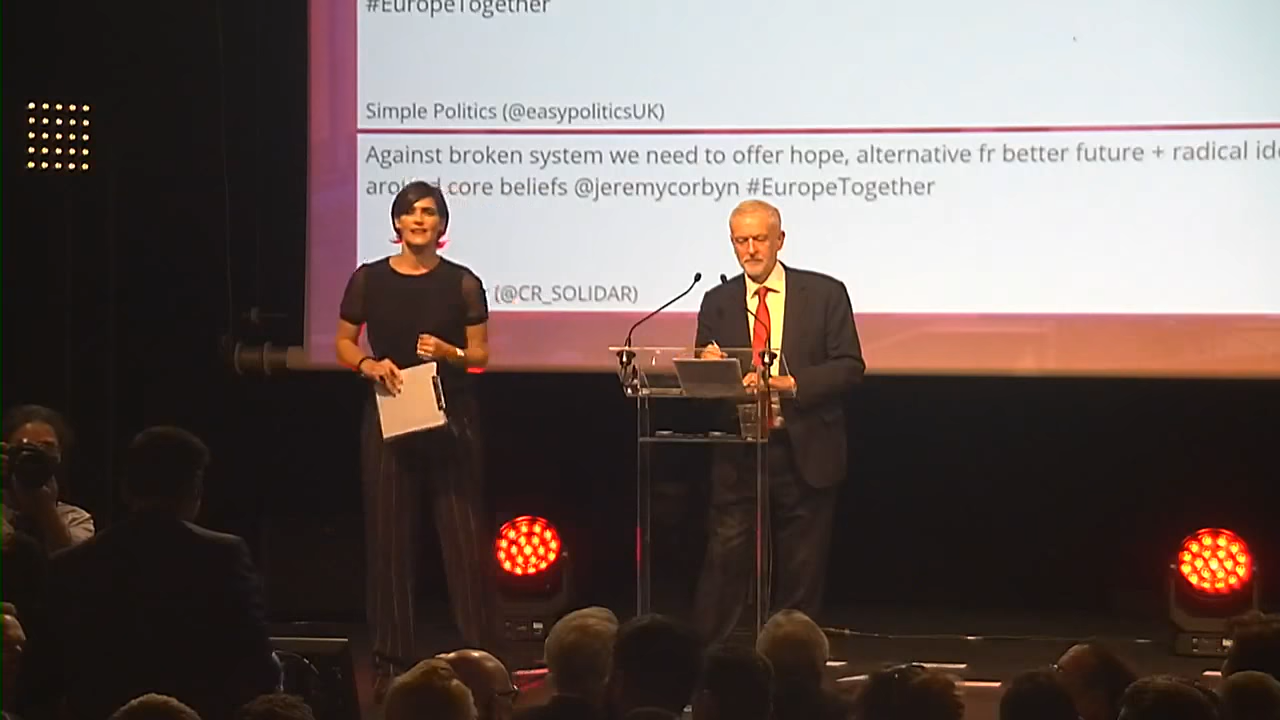 #EuropeTogether
Simple Politics (@easypoliticsUK)
Against broken system we need to offer hope, alternative fr better future + radical
around core beliefs @jeremycorbyn #EuropeTogether
(@CR_SOLIDAR)